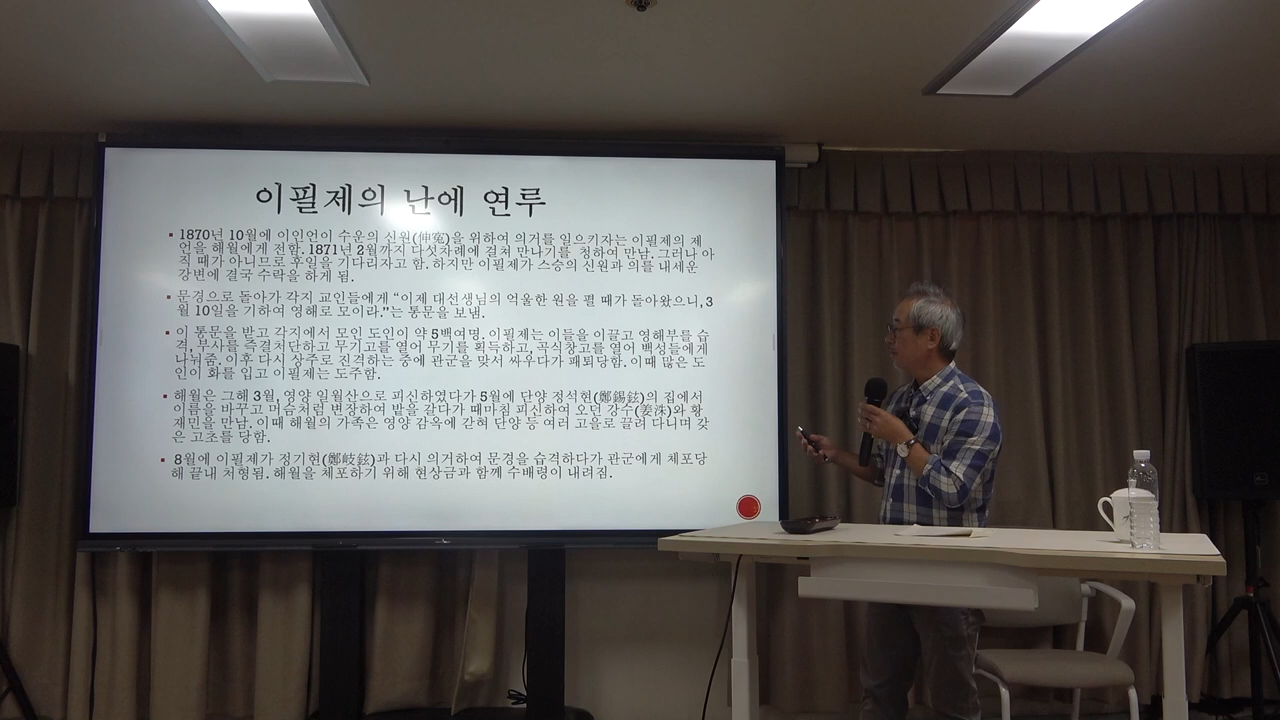 이필제의 난에 연루
▪ 1870년 10월에 이인언이 수운의 신원(伸寃)을 위하여 의거를 일으키자는 이필제의 제
언을 해월에게 전함. 1871년 2월까지 다섯차례에 걸쳐 만나기를 청하여 만남. 그러나 아
직 때가 아니므로 후일을 기다리자고 함. 하지만 이필제가 스승의 신원과 의를 내세운
강변에 결국 수락을 하게 됨.
▪ 문경으로 돌아가 각지 교인들에게 “이제 대선생님의 억울한 원을 펼 때가 돌아왔으니, 3
월 10일을 기하여 영해로 모이라.”는 통문을 보냄.
▪ 이 통문을 받고 각지에서 모인 도인이 약 5백여명. 이필제는 이들을 이끌고 영해부를 습
격, 부사를 즉결처단하고 무기고를 열어 무기를 획득하고, 곡식창고를 열어 백성들에게
나눠줌. 이후 다시 상주로 진격하는 중에 관군을 맞서 싸우다가 패퇴당함. 이때 많은 도
인이 화를 입고 이필제는 도주함.
▪ 해월은 그해 3월, 영양 일월산으로 피신하였다가 5월에 단양 정석현(鄭錫鉉)의 집에서
이름을 바꾸고 머슴처럼 변장하여 밭을 갈다가 때마침 피신하여 오던 강수(姜洙)와 황
재민을 만남. 이때 해월의 가족은 영양 감옥에 갇혀 단양 등 여러 고을로 끌려 다니며 갖
은 고초를 당함.
▪ 8월에 이필제가 정기현(鄭岐鉉)과 다시 의거하여 문경을 습격하다가 관군에게 체포당
해 끝내 처형됨. 해월을 체포하기 위해 현상금과 함께 수배령이 내려짐.